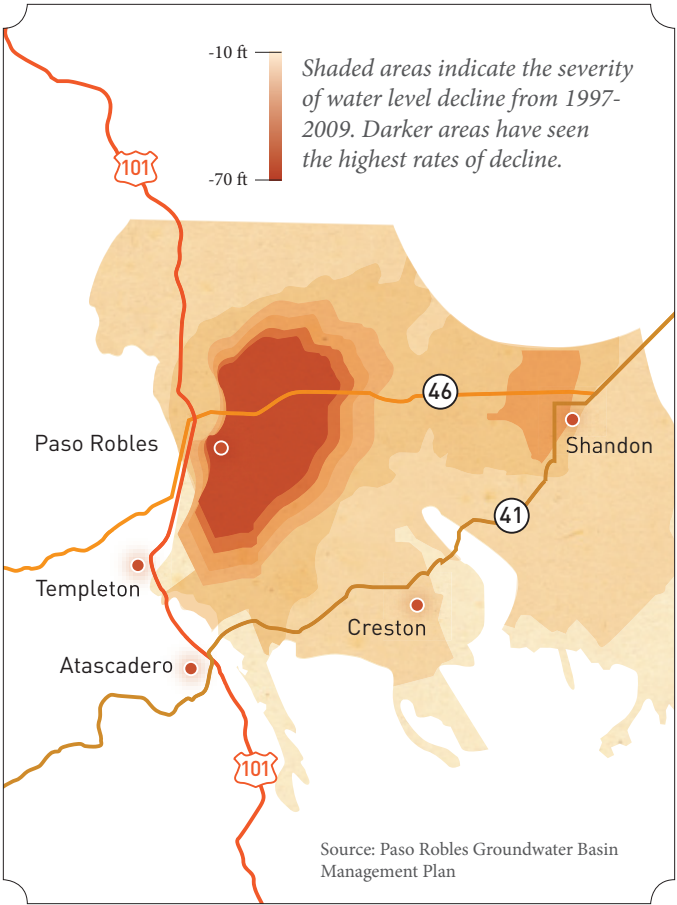 -10 ft
Shaded areas indicate the severity
of water level decline from 1997-
2009. Darker areas have seen
the highest rates of decline.
-70 ft
101
46
Paso Robles
Shandon
41
Templeton
Creston
Atascadero
101
Source: Paso Robles Groundwater Basin
Management Plan